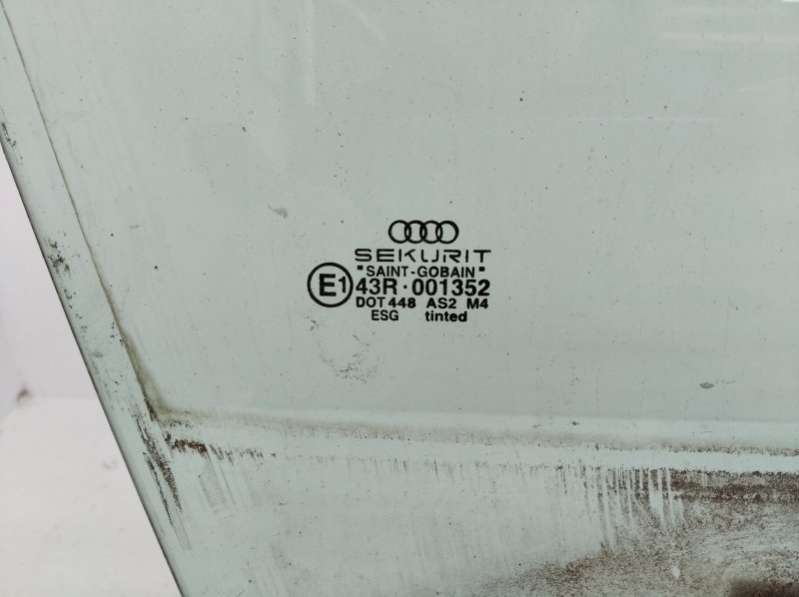 SEKURIT
"SAINT-GOBAIN"
E1 43R·001352
DOT 448 AS2 M4
ESG tinted